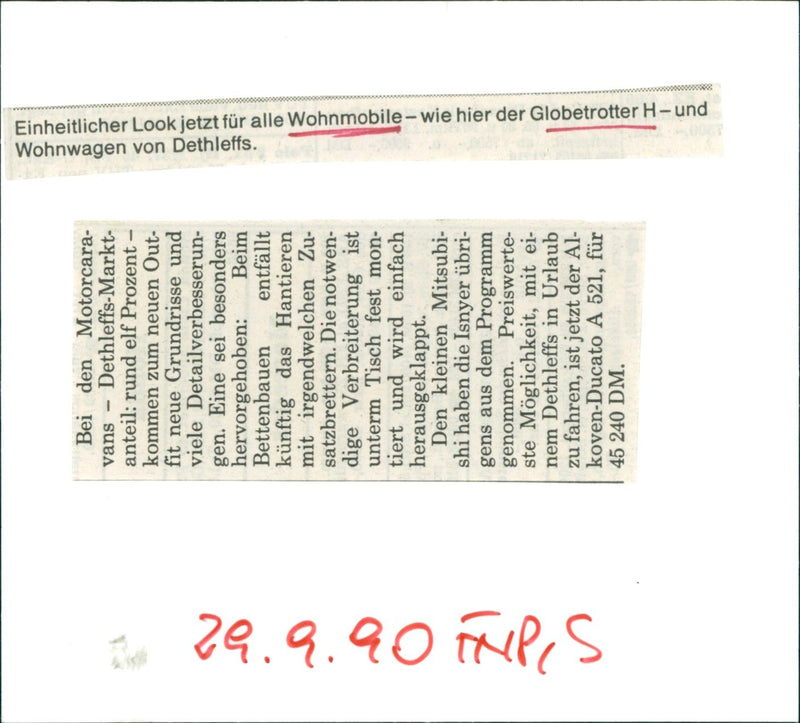 Einheitlicher Look jetzt für alle Wohnmobile – wie hier der Globetrotter H – und
Wohnwagen von Dethleffs.
Bei den Motorcara-
vans – Dethleffs-Markt-
anteil: rund elf Prozent –
kommen zum neuen Out-
fit neue Grundrisse und
viele Detailverbesserun-
gen. Eine sei besonders
hervorgehoben: Beim
Bettenbauen entfällt
künftig das Hantieren
mit irgendwelchen Zu-
satzbrettern. Die notwen-
dige Verbreiterung ist
unterm Tisch fest mon-
tiert und wird einfach
herausgeklappt.
Den kleinen Mitsubi-
shi haben die Isnyer übri-
gens aus dem Programm
genommen. Preiswerte-
ste Möglichkeit, mit ei-
nem Dethleffs in Urlaub
zu fahren, ist jetzt der Al-
koven-Ducato A 521, für
45 240 DM.
29.9.90 FNP, S